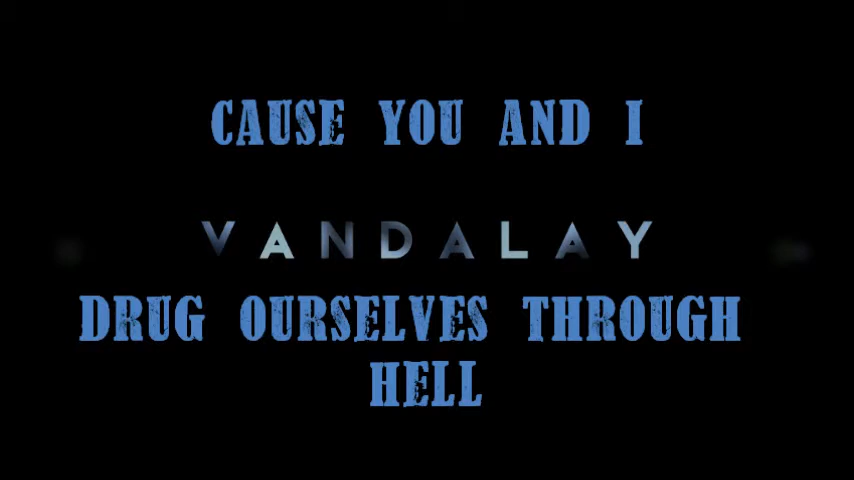 CAUSE YOU AND I
VANDALAY
DRUG OURSELVES THROUGH
HELL